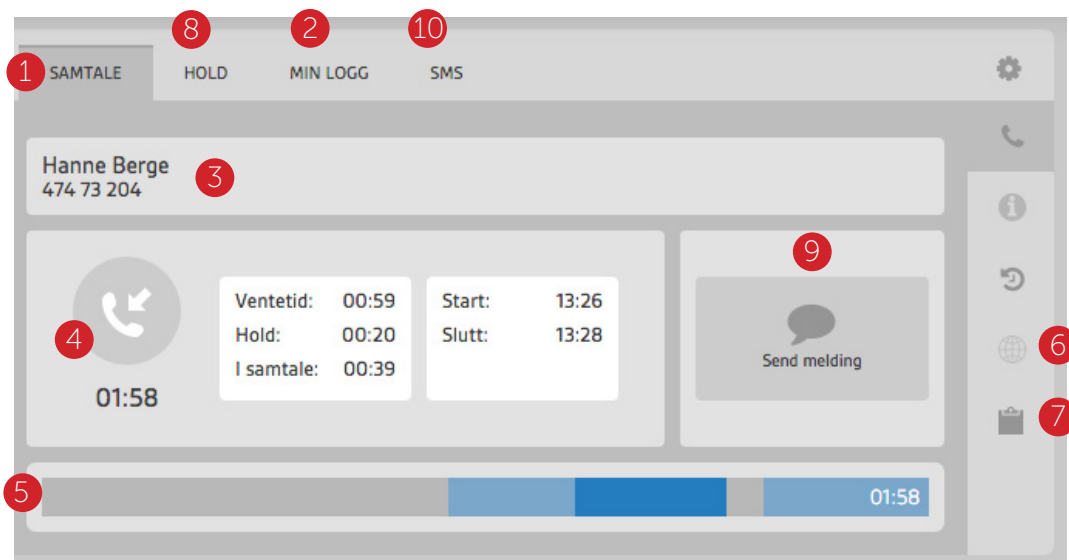 8 2 10
1 SAMTALE HOLD MIN LOGG SMS
Hanne Berge
474 73 204
3
9
Ventetid: 00:59
Hold: 00:20
I samtale: 00:39
Start: 13:26
Slutt: 13:28
4
01:58
Send melding
6
7
5
01:58